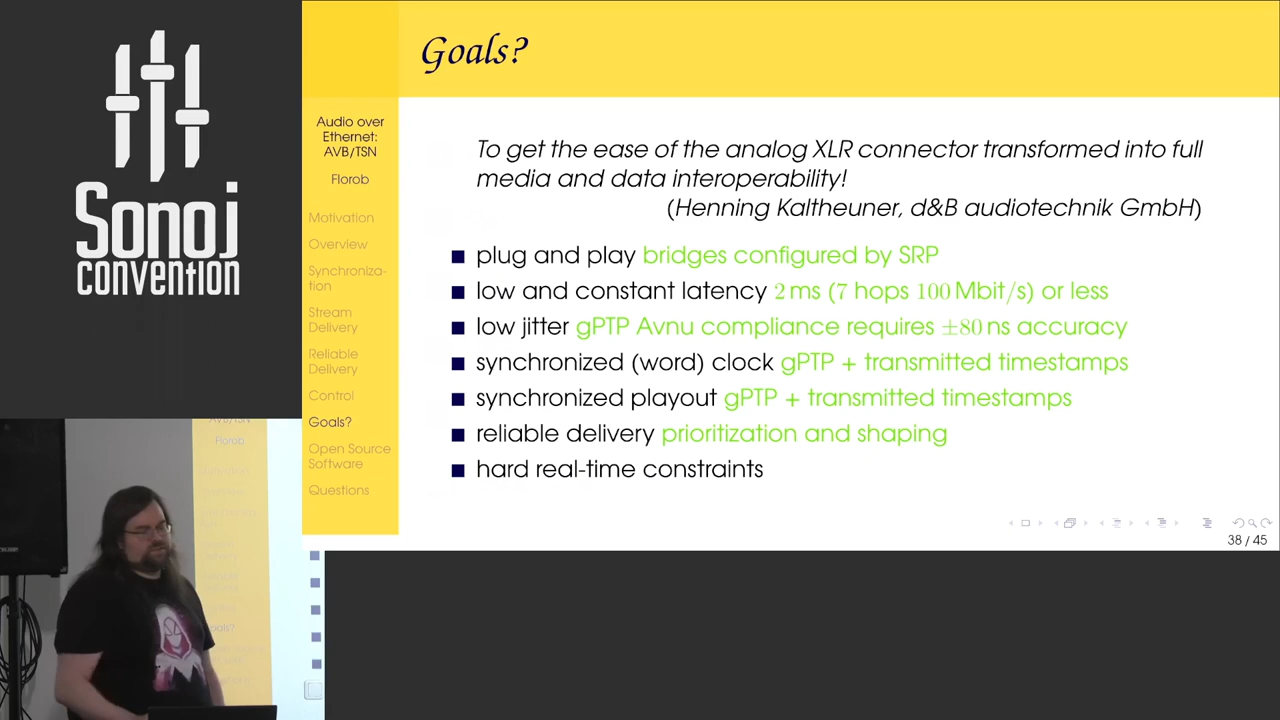 Sonoj
convention
Goals?
Audio over
Ethernet:
AVB/TSN
Florob
Motivation
Overview
Synchroniza-
tion
Stream
Delivery
Reliable
Delivery
Control
Goals?
Open Source
Software
Questions
To get the ease of the analog XLR connector transformed into full
media and data interoperability!
(Henning Kaltheuner, d&B audiotechnik GmbH)
plug and play bridges configured by SRP
low and constant latency 2 ms (7 hops 100 Mbit/s) or less
low jitter gPTP Avnu compliance requires ±80 ns accuracy
synchronized (word) clock gPTP + transmitted timestamps
synchronized playout gPTP + transmitted timestamps
reliable delivery prioritization and shaping
hard real-time constraints
38 / 45
AVB/TSN
Florob